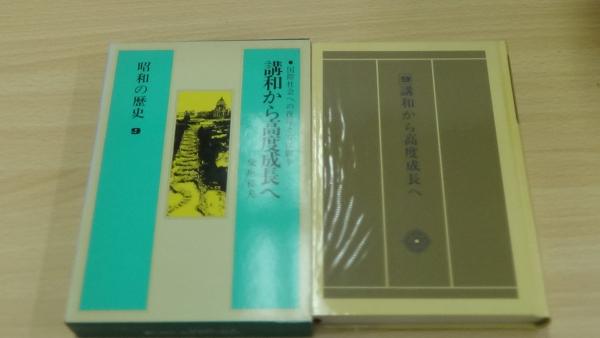 昭和の歴史 9
講和から高度成長へ
9 講和から高度成長へ